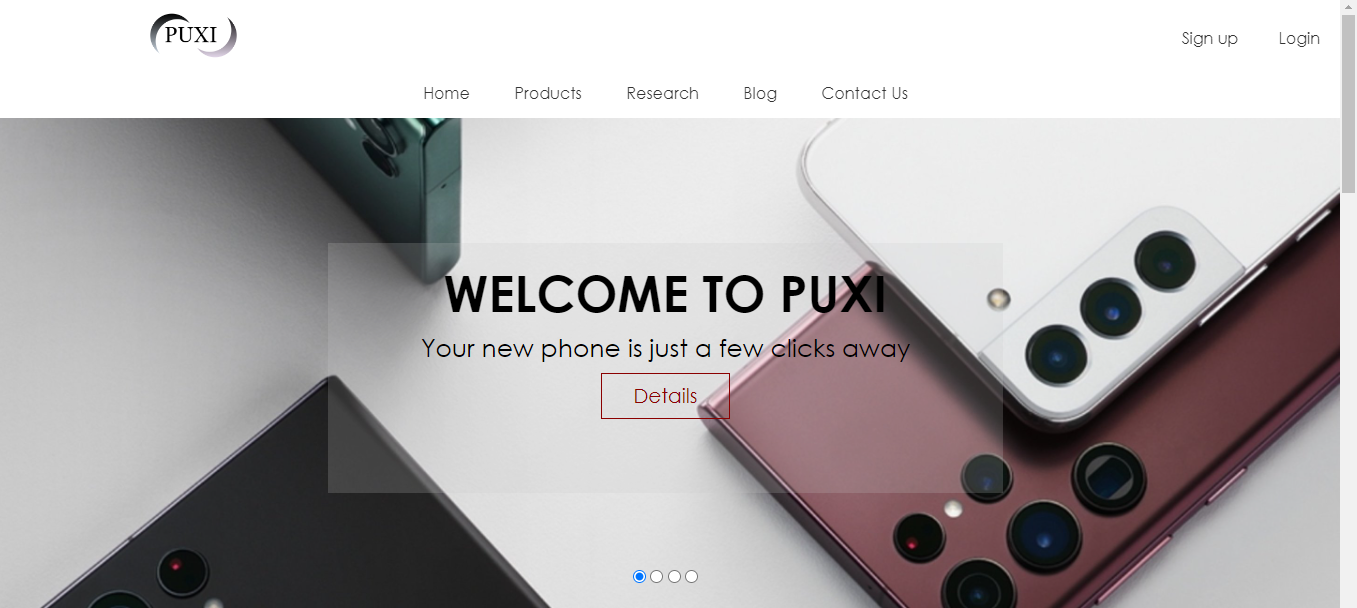 PUXI
Sign up Login
Home Products Research Blog Contact Us
WELCOME TO PUXI
Your new phone is just a few clicks away
Details